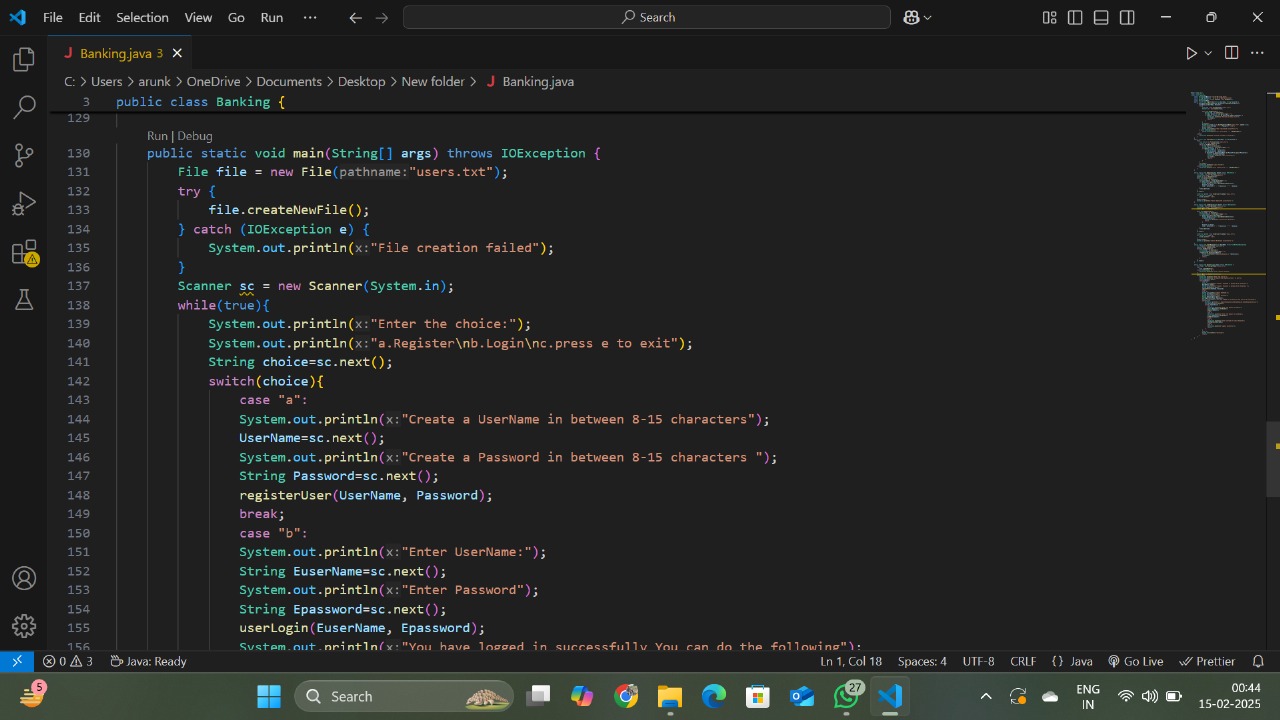 File Edit Selection View Go Run ··· Search
Banking.java 3
C: > Users > arunk > OneDrive > Documents > Desktop > New folder > J Banking.java
3 public class Banking {
129
Run | Debug
130 public static void main(String[] args) throws IOException {
131 File file = new File(pathname:"users.txt");
132 try {
133 file.createNewFile();
134 } catch (IOException e) {
135 System.out.println(x:"File creation failed");
136 }
137 Scanner sc = new Scanner(System.in);
138 while(true){
139 System.out.println(x:"Enter the choice:");
140 System.out.println(x:"a.Register\nb.Login\nc.press e to exit");
141 String choice=sc.next();
142 switch(choice){
143 case "a":
144 System.out.println(x:"Create a UserName in between 8-15 characters");
145 UserName=sc.next();
146 System.out.println(x:"Create a Password in between 8-15 characters ");
147 String Password=sc.next();
148 registerUser(UserName, Password);
149 break;
150 case "b":
151 System.out.println(x:"Enter UserName:");
152 String EuserName=sc.next();
153 System.out.println(x:"Enter Password");
154 String Epassword=sc.next();
155 userLogin(EuserName, Epassword);
156 System.out.println(x:"You have logged in successfully You can do the following");
0 3 Java: Ready Ln 1, Col 18 Spaces: 4 UTF-8 CRLF { } Java Go Live Prettier
5 Search 27 ENG IN 00:44 15-02-2025